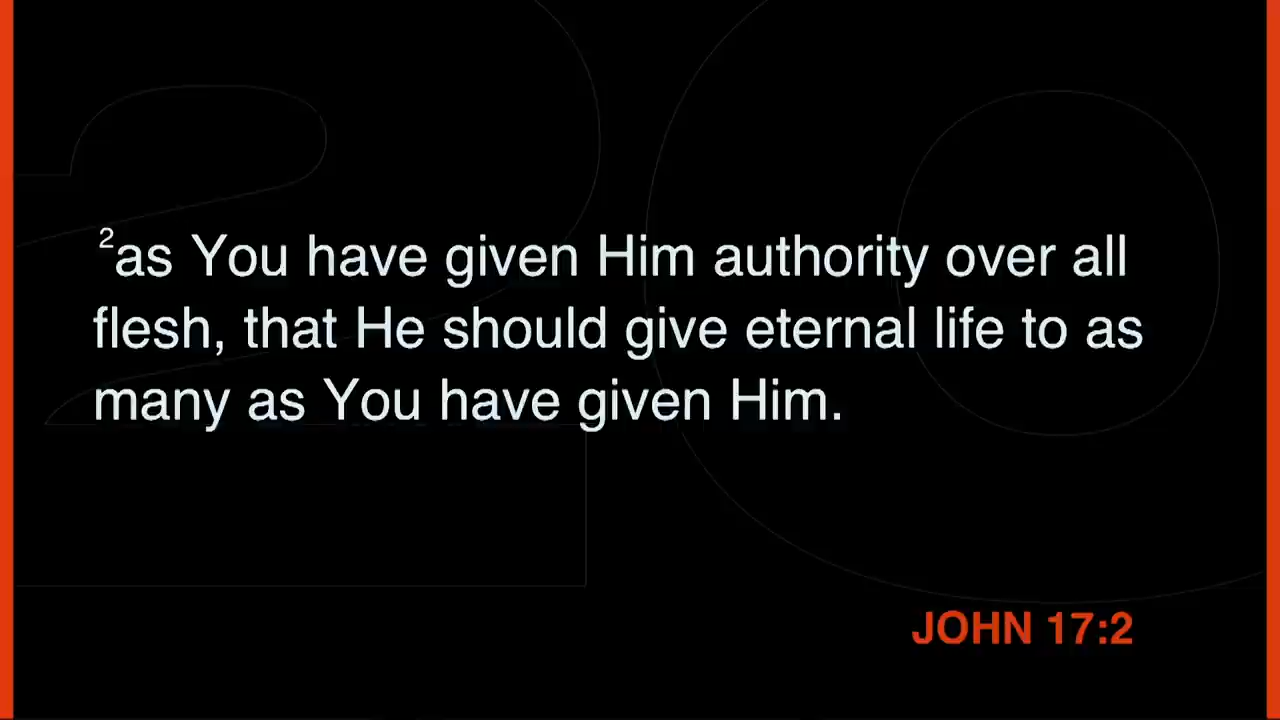 ²as You have given Him authority over all
flesh, that He should give eternal life to as
many as You have given Him.
JOHN 17:2
20